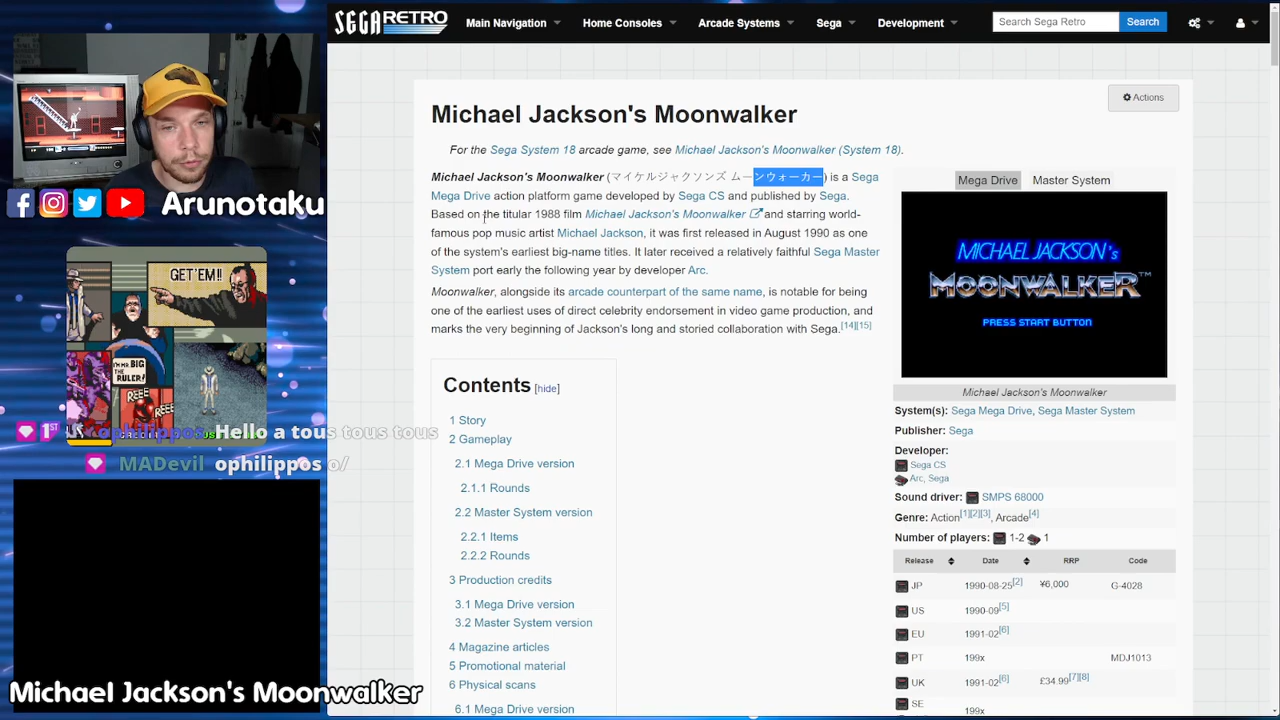 SEGA RETRO
Main Navigation
Home Consoles
Arcade Systems
Sega
Development
Search Sega Retro
Search
Actions
Michael Jackson's Moonwalker
For the Sega System 18 arcade game, see Michael Jackson's Moonwalker (System 18).
Michael Jackson's Moonwalker (マイケルジャクソンズ ムーンウォーカー) is a Sega
Mega Drive action platform game developed by Sega CS and published by Sega.
Based on the titular 1988 film Michael Jackson's Moonwalker and starring world-
famous pop music artist Michael Jackson, it was first released in August 1990 as one
of the system's earliest big-name titles. It later received a relatively faithful Sega Master
System port early the following year by developer Arc.
Moonwalker, alongside its arcade counterpart of the same name, is notable for being
one of the earliest uses of direct celebrity endorsement in video game production, and
marks the very beginning of Jackson's long and storied collaboration with Sega.[14][15]
Contents [hide]
1 Story
2 Gameplay
2.1 Mega Drive version
2.1.1 Rounds
2.2 Master System version
2.2.1 Items
2.2.2 Rounds
3 Production credits
3.1 Mega Drive version
3.2 Master System version
4 Magazine articles
5 Promotional material
6 Physical scans
6.1 Mega Drive version
Mega Drive
Master System
MICHAEL JACKSON's
MOONWALKER™
PRESS START BUTTON
Michael Jackson's Moonwalker
System(s): Sega Mega Drive, Sega Master System
Publisher: Sega
Developer:
Sega CS
Arc, Sega
Sound driver: SMPS 68000
Genre: Action[1][2][3], Arcade[4]
Number of players: 1-2 1
Release Date RRP Code
JP 1990-08-25[2] ¥6,000 G-4028
US 1990-09[5]
EU 1991-02[6]
PT 199x MDJ1013
UK 1991-02[6] £34.99[7][8]
SE
Arunotaku
GET'EM!!
I'M MR. BIG
THE RULER!
REEE
REEE
1ST ophilippos Hello a tous tous tous
MADevil ophilippos o/
Michael Jackson's Moonwalker